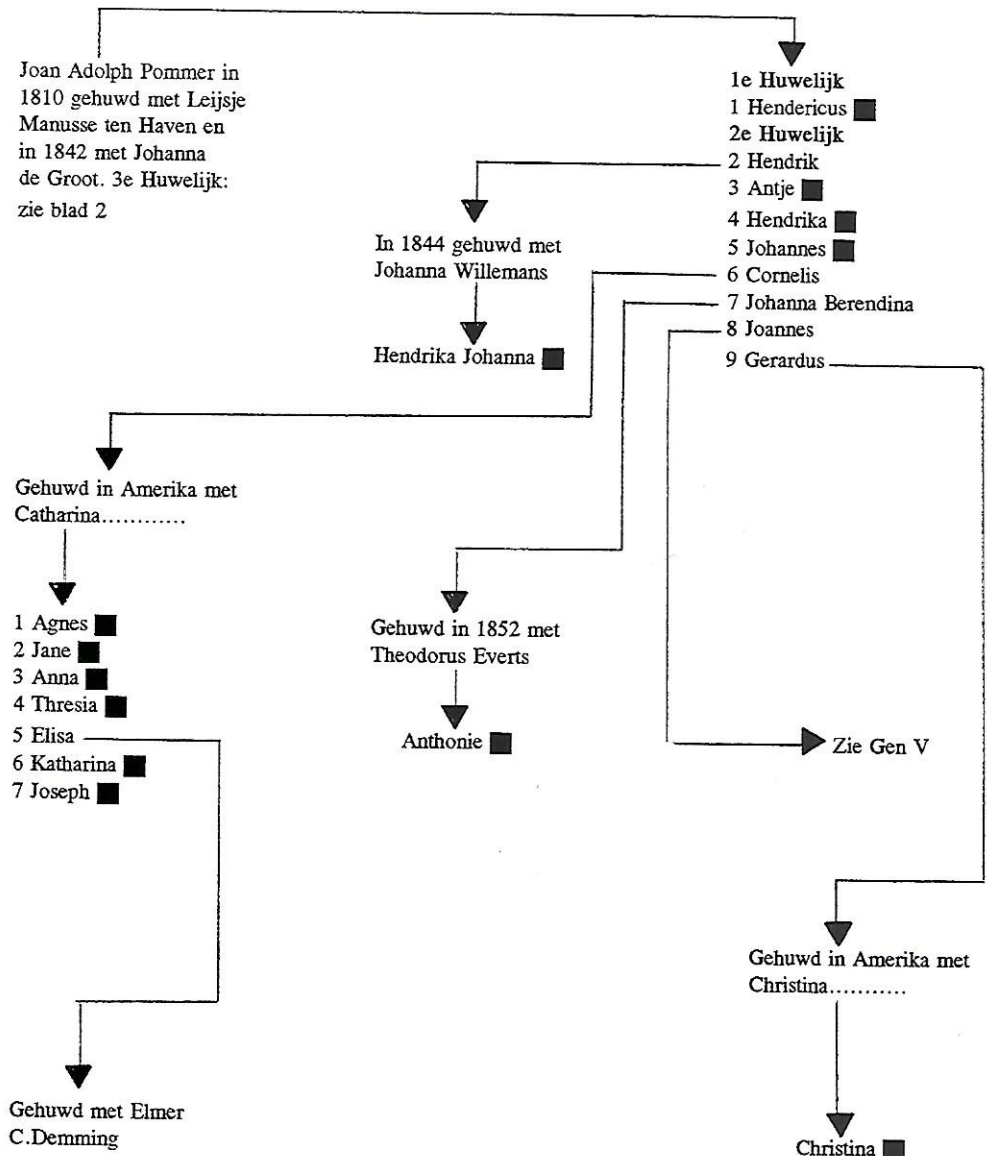 Joan Adolph Pommer in
1810 gehuwd met Leijsje
Manusse ten Haven en
in 1842 met Johanna
de Groot. 3e Huwelijk:
zie blad 2
1e Huwelijk
1 Hendericus
2e Huwelijk
2 Hendrik
3 Antje
4 Hendrika
5 Johannes
6 Cornelis
7 Johanna Berendina
8 Joannes
9 Gerardus
In 1844 gehuwd met
Johanna Willemans
Hendrika Johanna
Gehuwd in Amerika met
Catharina............
1 Agnes
2 Jane
3 Anna
4 Thresia
5 Elisa
6 Katharina
7 Joseph
Gehuwd in 1852 met
Theodorus Everts
Anthonie
Zie Gen V
Gehuwd in Amerika met
Christina...........
Christina
Gehuwd met Elmer
C.Demming